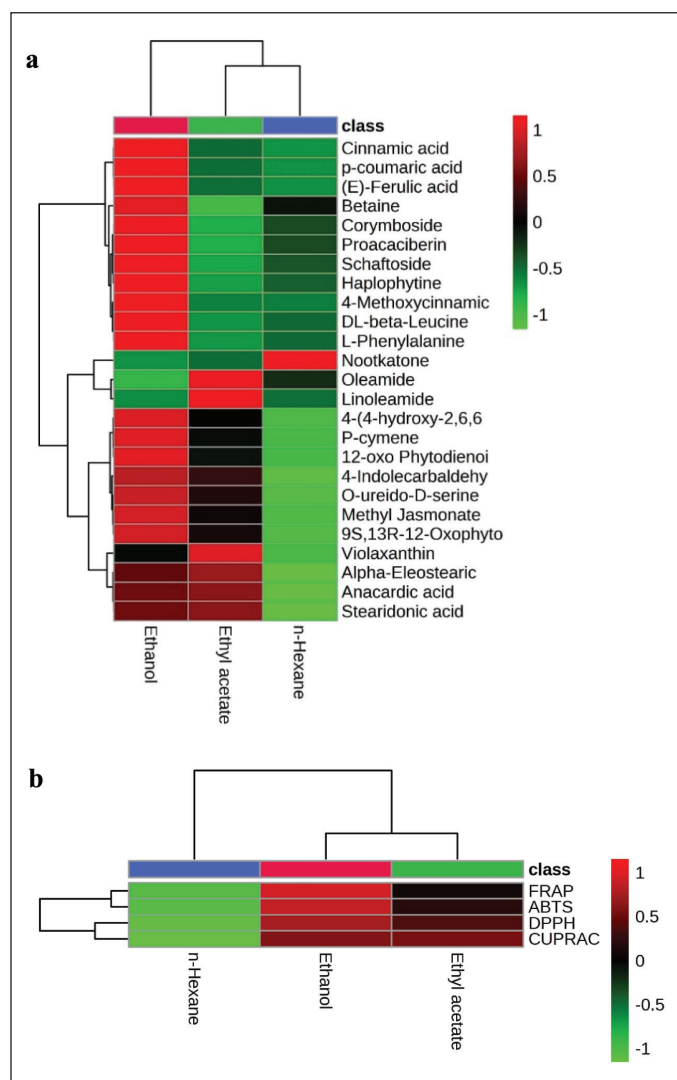 a
class
Cinnamic acid
p-coumaric acid
(E)-Ferulic acid
Betaine
Corymboside
Proacaciberin
Schaftoside
Haplophytine
4-Methoxycinnamic
DL-beta-Leucine
L-Phenylalanine
Nootkatone
Oleamide
Linoleamide
4-(4-hydroxy-2,6,6
P-cymene
12-oxo Phytodienoi
4-Indolecarbaldehy
O-ureido-D-serine
Methyl Jasmonate
9S,13R-12-Oxophyto
Violaxanthin
Alpha-Eleostearic
Anacardic acid
Stearidonic acid
1
0.5
0
-0.5
-1
Ethanol
Ethyl acetate
n-Hexane
b
class
FRAP
ABTS
DPPH
CUPRAC
1
0.5
0
-0.5
-1
n-Hexane
Ethanol
Ethyl acetate